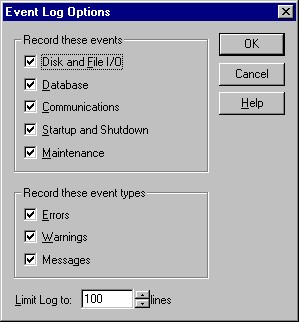 Event Log Options
Record these events
Disk and File I/O
Database
Communications
Startup and Shutdown
Maintenance
OK
Cancel
Help
Record these event types
Errors
Warnings
Messages
Limit Log to: 100 lines